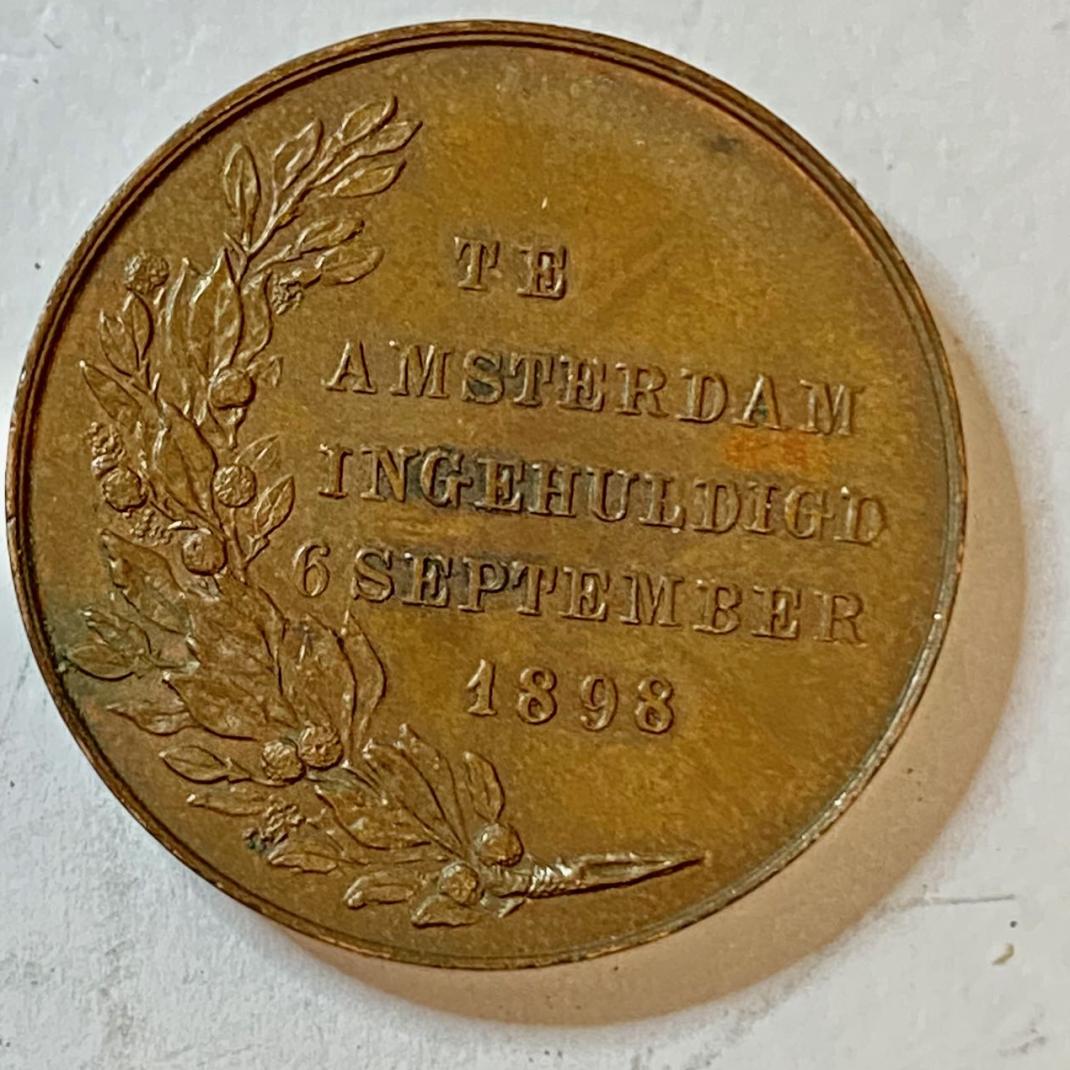 TE
AMSTERDAM
INGEHULDIGD
6 SEPTEMBER
1898